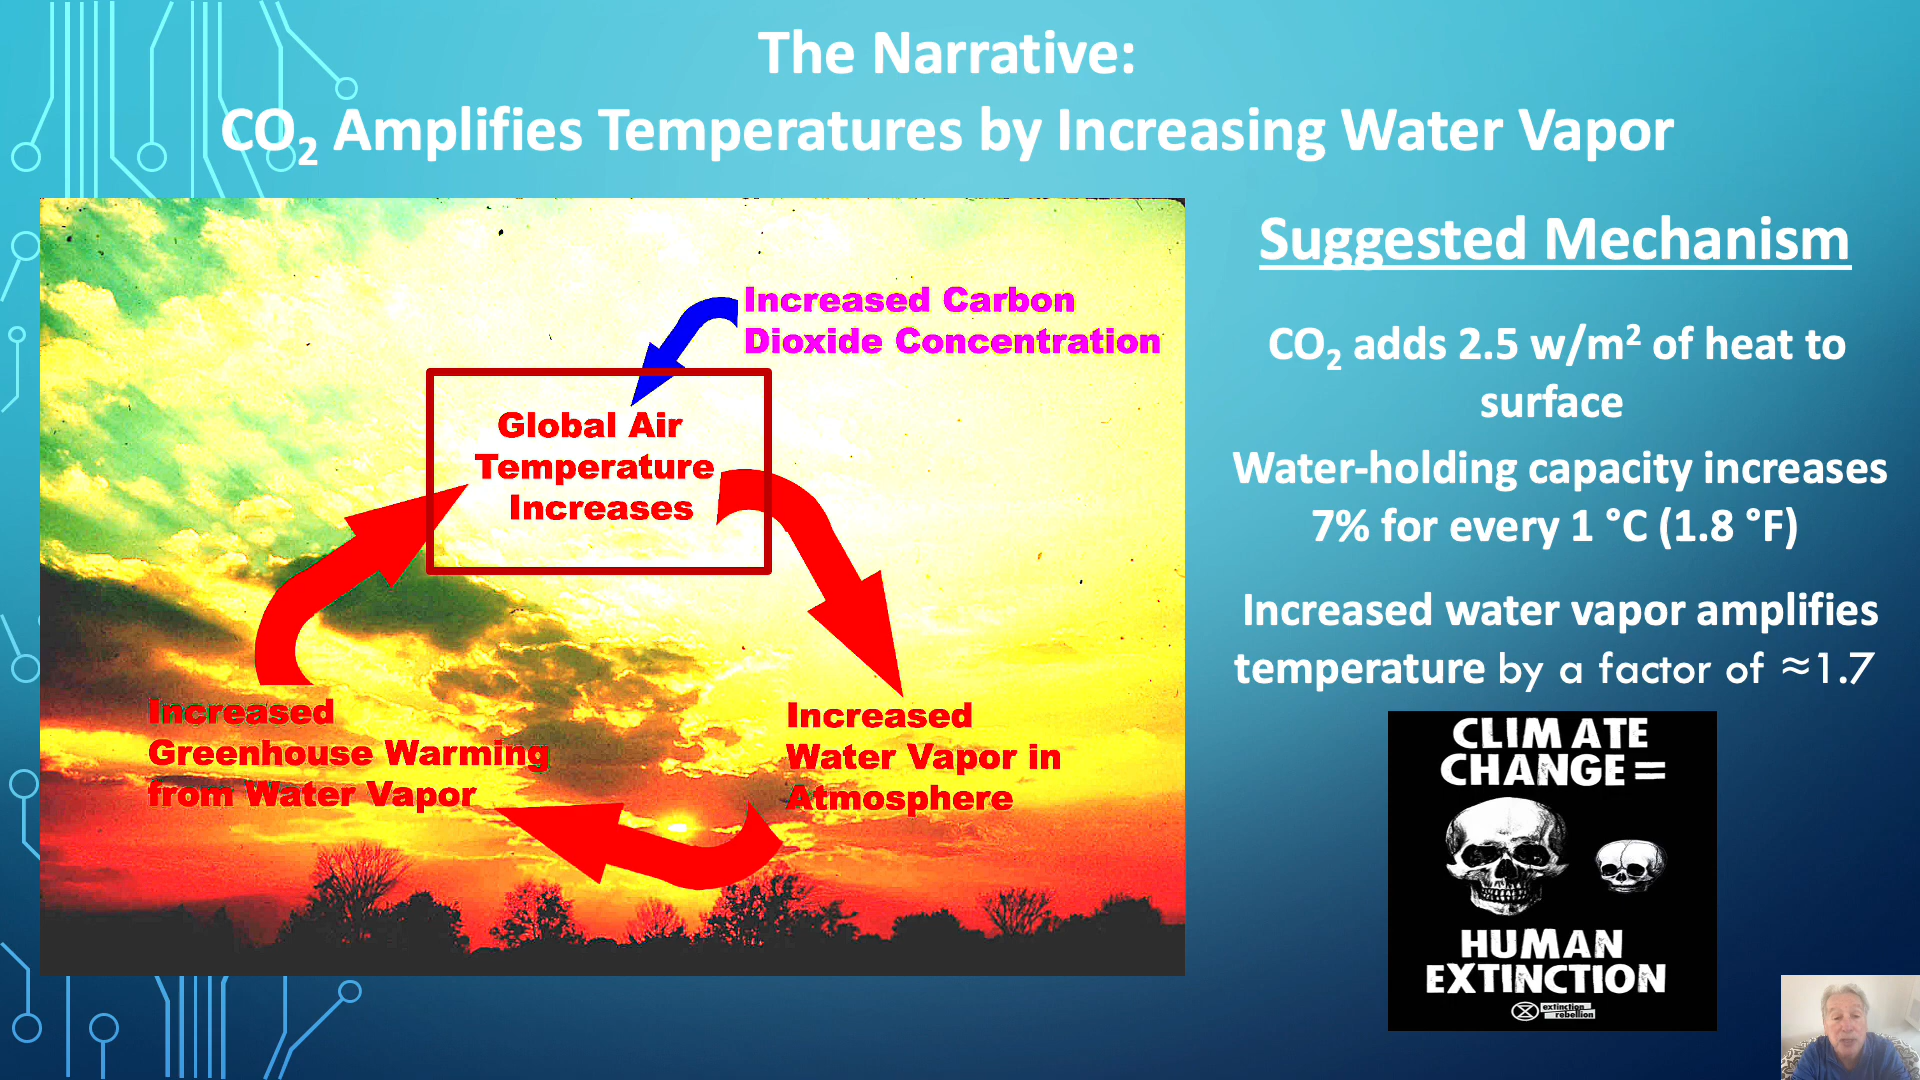 The Narrative:
CO₂ Amplifies Temperatures by Increasing Water Vapor
Increased Carbon
Dioxide Concentration
Global Air
Temperature
Increases
Increased
Greenhouse Warming
from Water Vapor
Increased
Water Vapor in
Atmosphere
Suggested Mechanism
CO₂ adds 2.5 w/m² of heat to
surface
Water-holding capacity increases
7% for every 1 °C (1.8 °F)
Increased water vapor amplifies
temperature by a factor of ≈1.7
CLIMATE
CHANGE=
HUMAN
EXTINCTION
extinction
rebellion